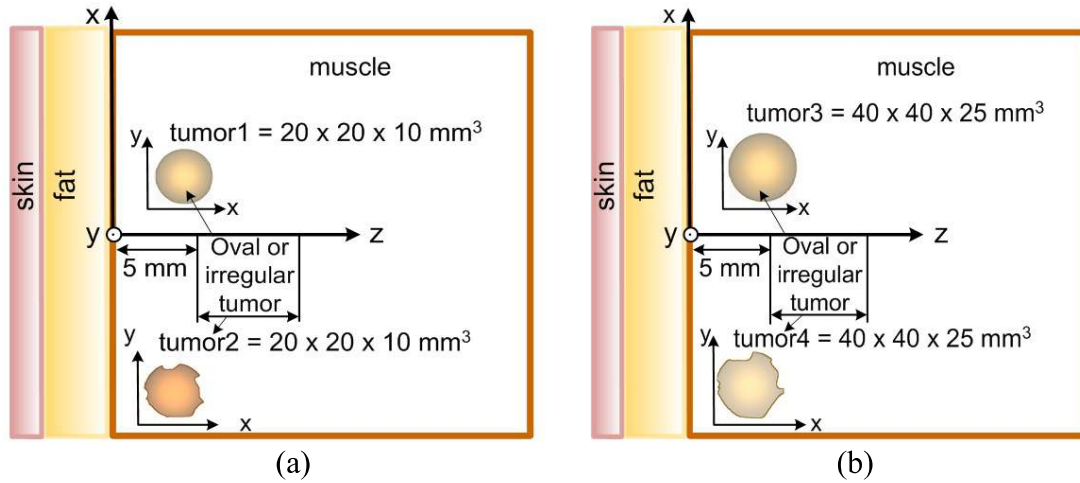 x
muscle
tumor1 = 20 x 20 x 10 mm³
y
x
skin
fat
y
z
5 mm
Oval or
irregular
tumor
tumor2 = 20 x 20 x 10 mm³
y
x
(a)
x
muscle
tumor3 = 40 x 40 x 25 mm³
y
x
skin
fat
y
z
5 mm
Oval or
irregular
tumor
tumor4 = 40 x 40 x 25 mm³
y
x
(b)